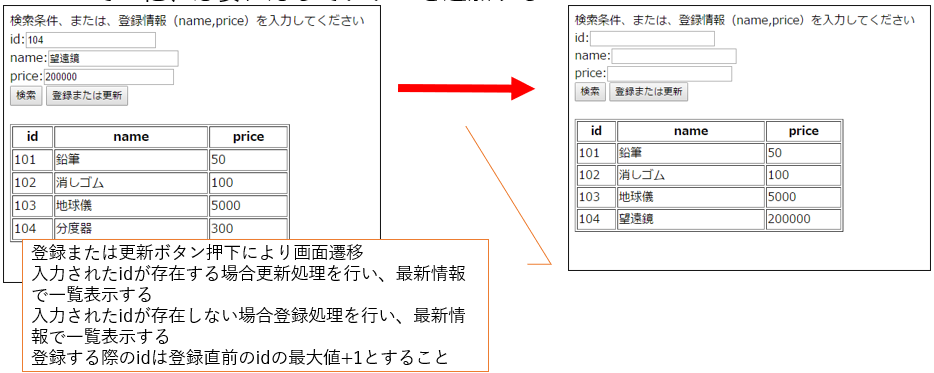 検索条件、または、登録情報（name,price）を入力してください
id:104
name:望遠鏡
price:200000
検索 登録または更新
id name price
101 鉛筆 50
102 消しゴム 100
103 地球儀 5000
104 分度器 300
登録または更新ボタン押下により画面遷移
入力されたidが存在する場合更新処理を行い、最新情報
で一覧表示する
入力されたidが存在しない場合登録処理を行い、最新情
報で一覧表示する
登録する際のidは登録直前のidの最大値+1とすること
検索条件、または、登録情報（name,price）を入力してください
id:
name:
price:
検索 登録または更新
id name price
101 鉛筆 50
102 消しゴム 100
103 地球儀 5000
104 望遠鏡 200000